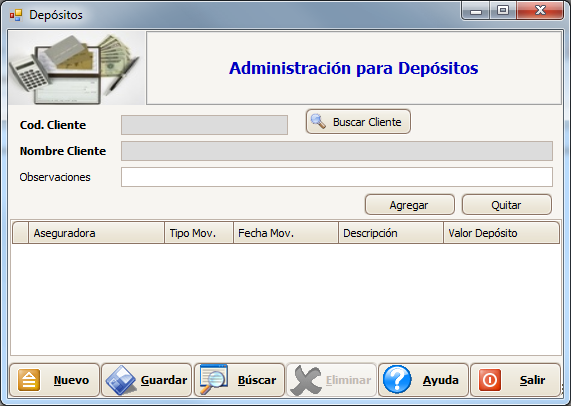 Depósitos
Administración para Depósitos
Cod. Cliente
Buscar Cliente
Nombre Cliente
Observaciones
Agregar Quitar
Aseguradora Tipo Mov. Fecha Mov. Descripción Valor Depósito
Nuevo Guardar Búscar Eliminar Ayuda Salir